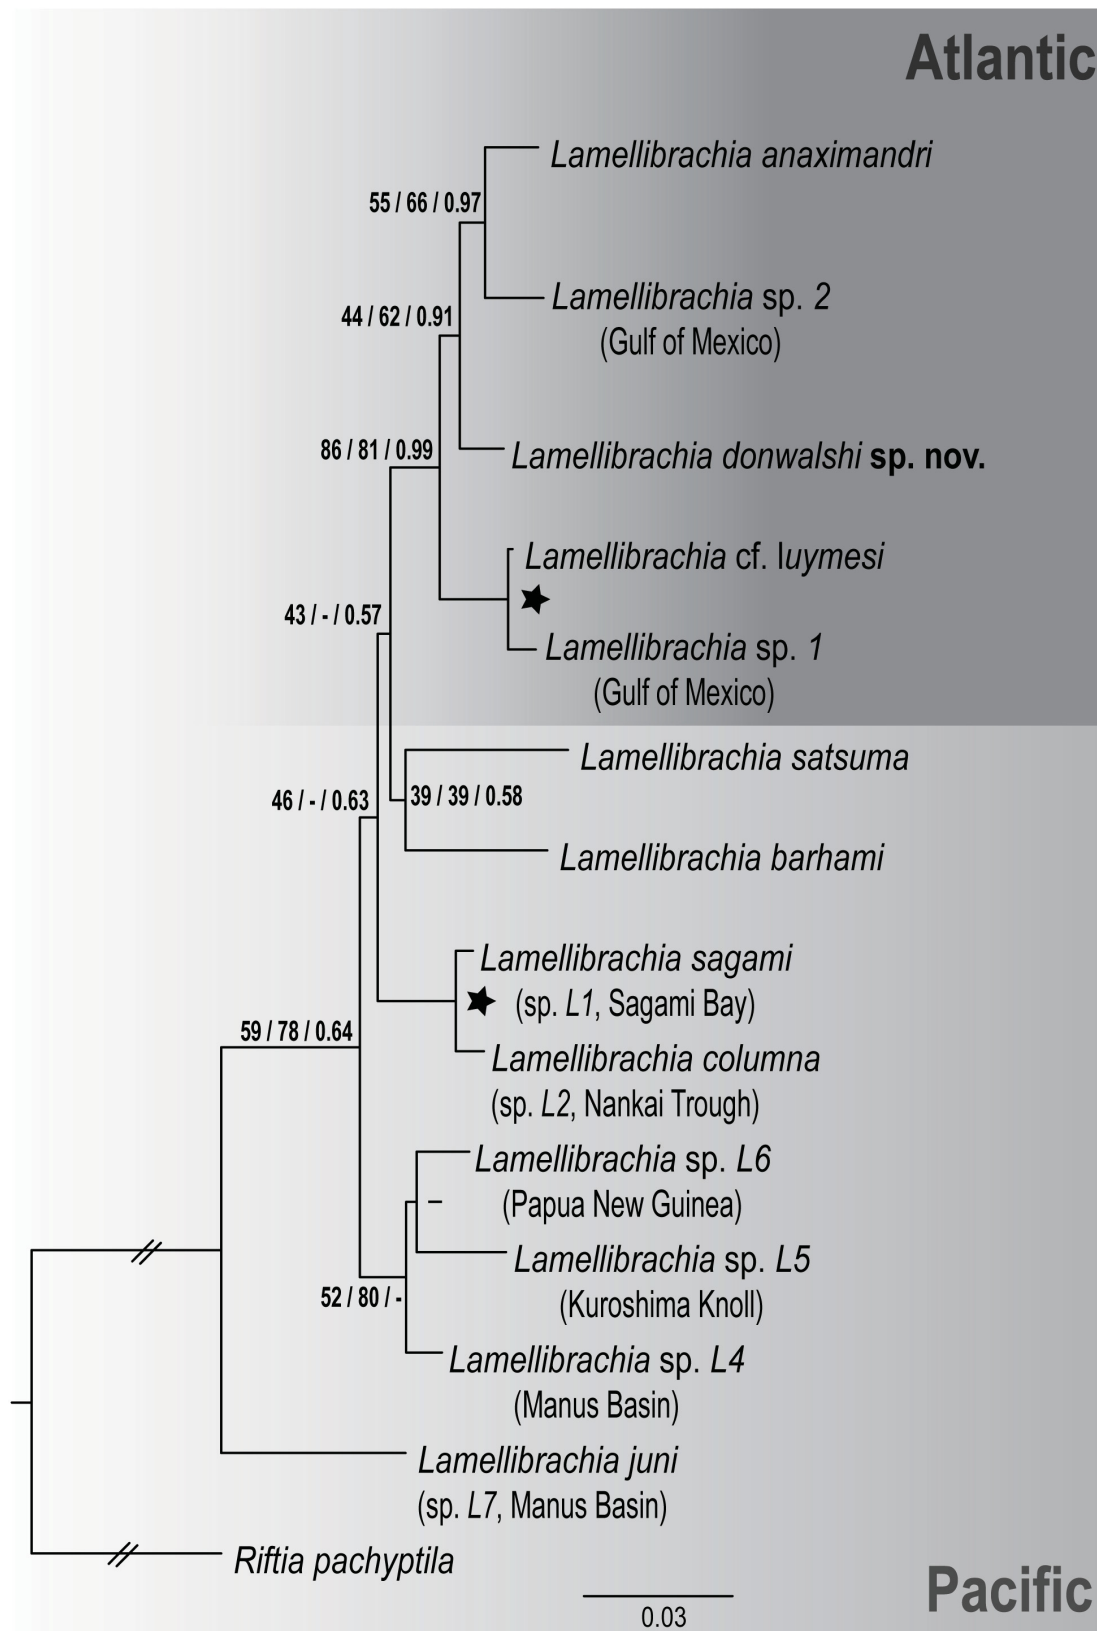 Atlantic
Lamellibrachia anaximandri
55 / 66 / 0.97
Lamellibrachia sp. 2
(Gulf of Mexico)
44 / 62 / 0.91
Lamellibrachia donwalshi sp. nov.
86 / 81 / 0.99
Lamellibrachia cf. luymesi
Lamellibrachia sp. 1
(Gulf of Mexico)
43 / - / 0.57
Lamellibrachia satsuma
39 / 39 / 0.58
46 / - / 0.63
Lamellibrachia barhami
Lamellibrachia sagami
(sp. L1, Sagami Bay)
59 / 78 / 0.64
Lamellibrachia columna
(sp. L2, Nankai Trough)
Lamellibrachia sp. L6
–
(Papua New Guinea)
Lamellibrachia sp. L5
(Kuroshima Knoll)
52 / 80 / -
Lamellibrachia sp. L4
(Manus Basin)
Lamellibrachia juni
(sp. L7, Manus Basin)
Riftia pachyptila
Pacific
0.03